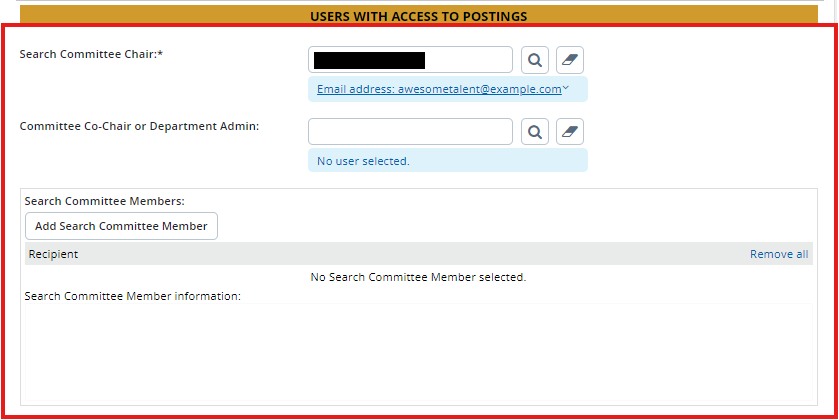 USERS WITH ACCESS TO POSTINGS
Search Committee Chair:*
Email address: awesometalent@example.com
Committee Co-Chair or Department Admin:
No user selected.
Search Committee Members:
Add Search Committee Member
Recipient Remove all
No Search Committee Member selected.
Search Committee Member information: